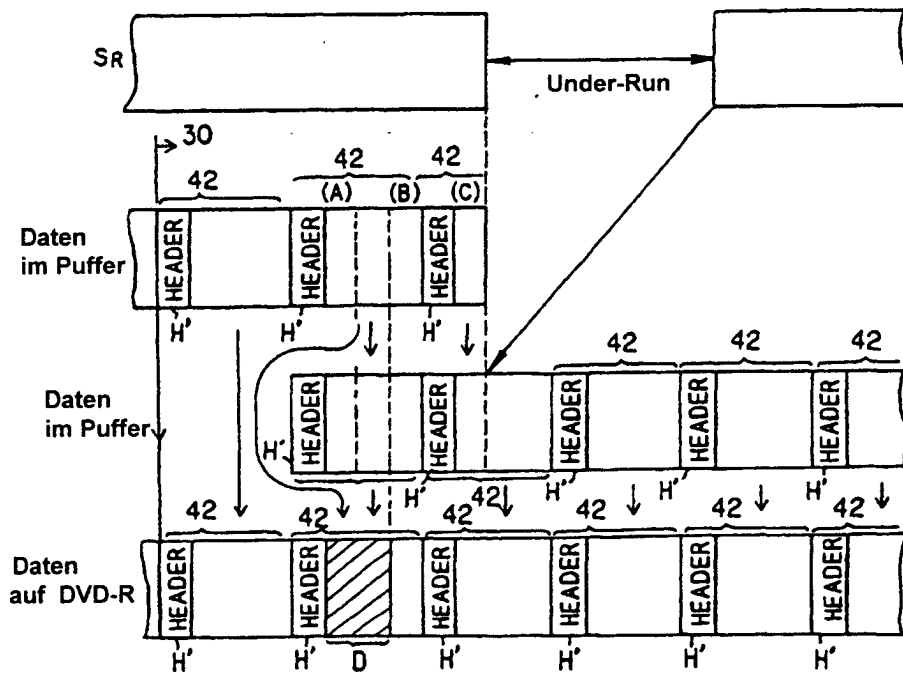 SR
Under-Run
30
42 42 42
(A) (B) (C)
Daten
im Puffer
HEADER HEADER HEADER
H' H' H'
42 42 42
Daten
im Puffer
HEADER HEADER HEADER HEADER HEADER
H' H' H' H' H'
42
42 42 42 42 42 42
Daten
auf DVD-R
HEADER HEADER HEADER HEADER HEADER HEADER
H' H' D H' H' H' H'